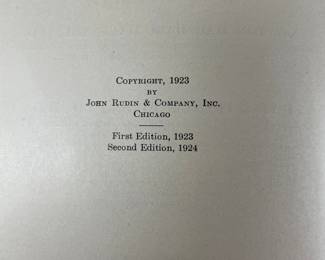 Copyright, 1923
by
John Rudin & Company, Inc.
Chicago
First Edition, 1923
Second Edition, 1924